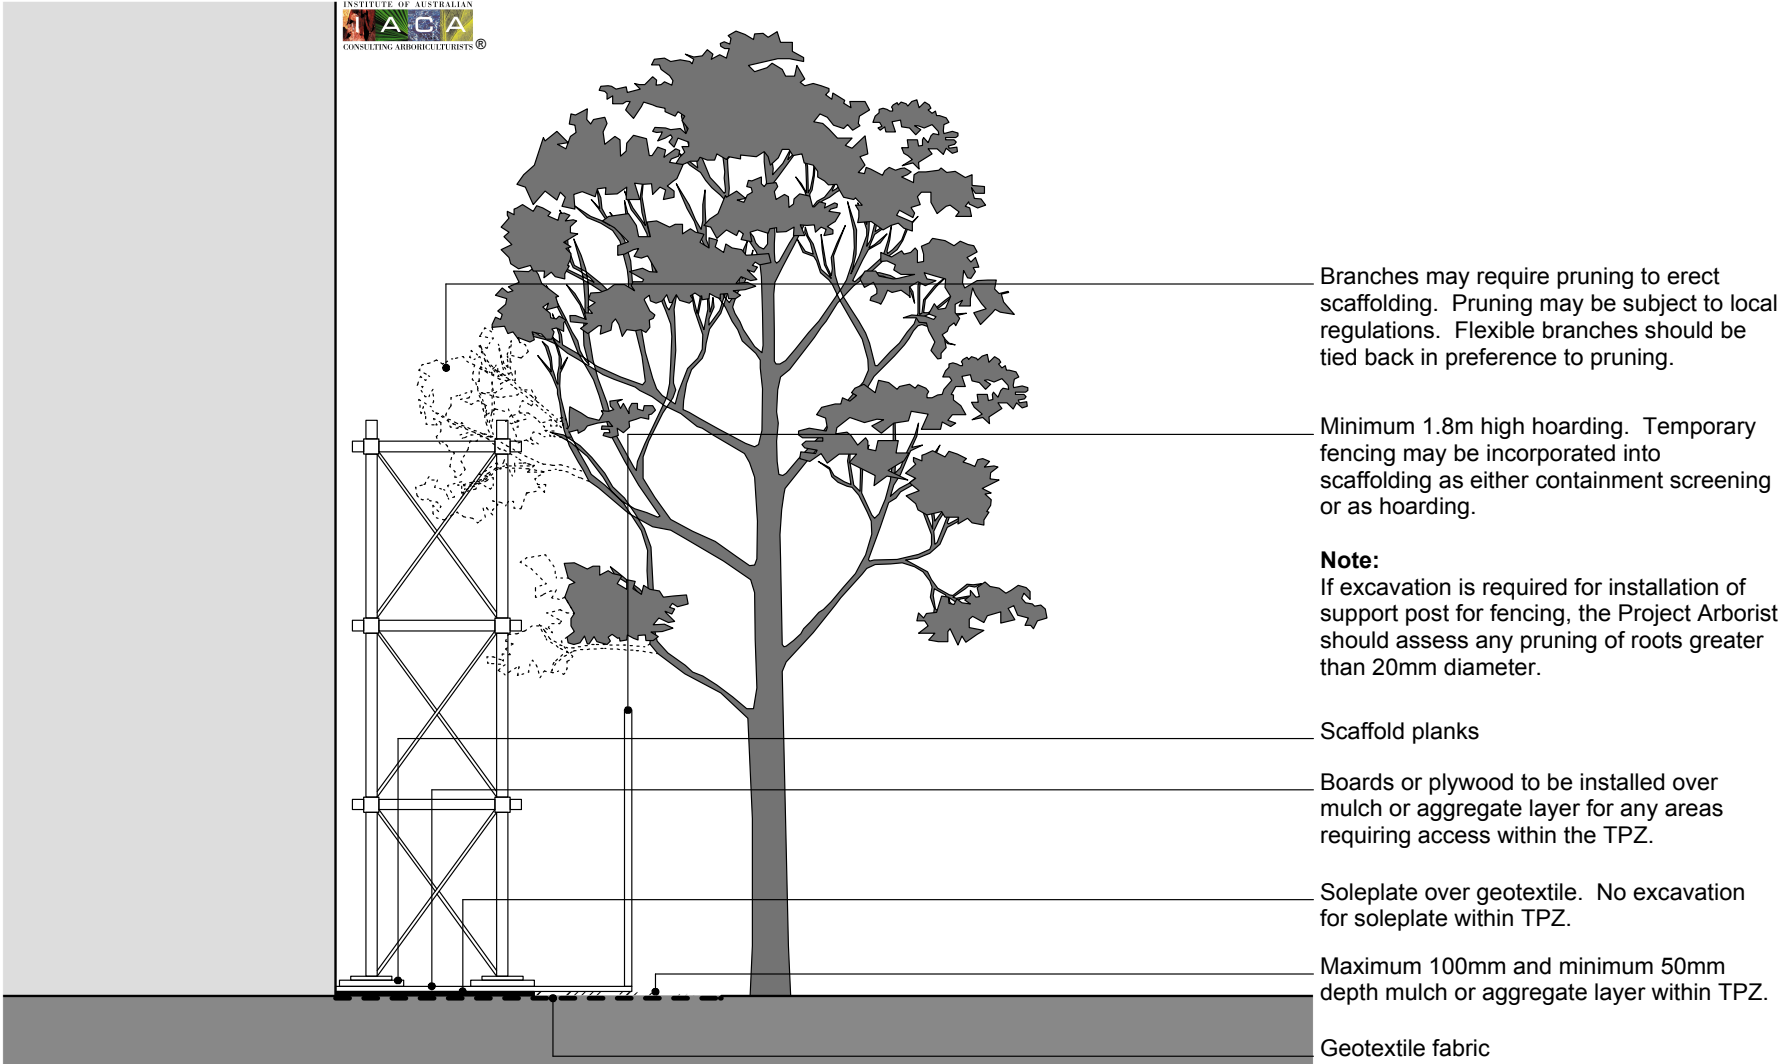 INSTITUTE OF AUSTRALIAN
IACA
CONSULTING ARBORICULTURISTS ®
Branches may require pruning to erect
scaffolding. Pruning may be subject to local
regulations. Flexible branches should be
tied back in preference to pruning.
Minimum 1.8m high hoarding. Temporary
fencing may be incorporated into
scaffolding as either containment screening
or as hoarding.
Note:
If excavation is required for installation of
support post for fencing, the Project Arborist
should assess any pruning of roots greater
than 20mm diameter.
Scaffold planks
Boards or plywood to be installed over
mulch or aggregate layer for any areas
requiring access within the TPZ.
Soleplate over geotextile. No excavation
for soleplate within TPZ.
Maximum 100mm and minimum 50mm
depth mulch or aggregate layer within TPZ.
Geotextile fabric